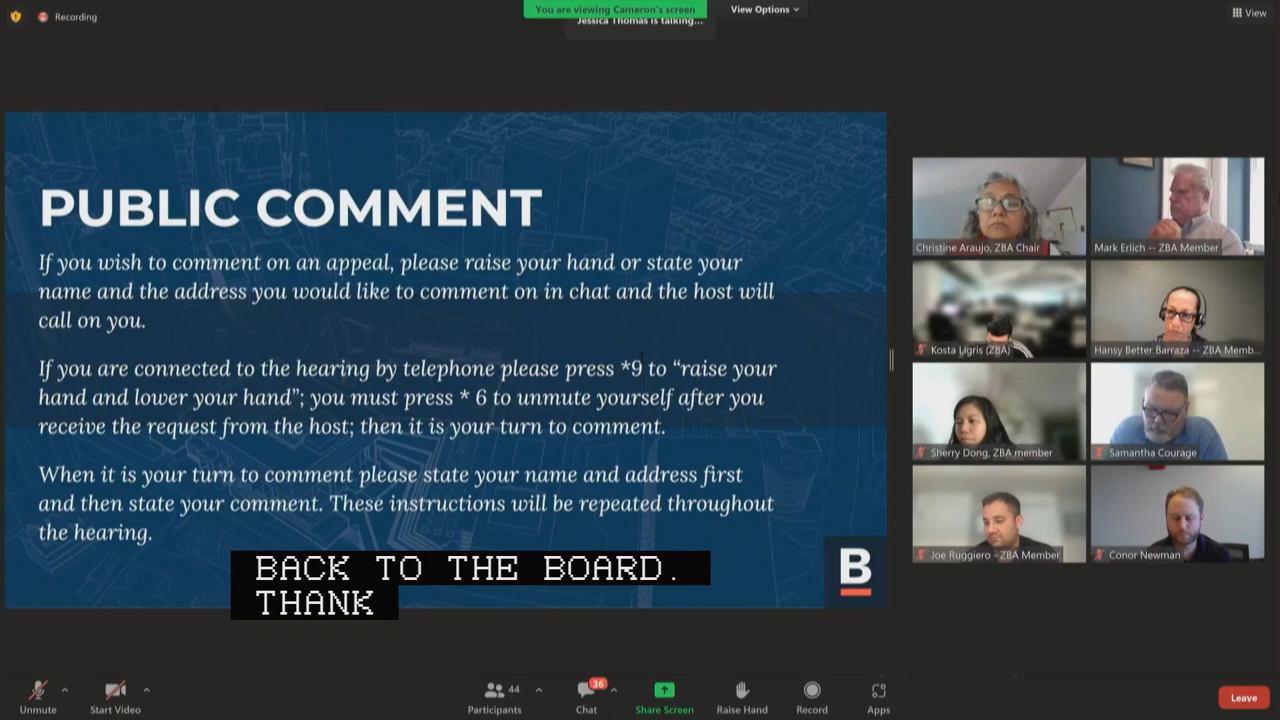 You are viewing Cameron's screen
View Options
Recording
Jessica Thomas is talking...
View
PUBLIC COMMENT
If you wish to comment on an appeal, please raise your hand or state your
name and the address you would like to comment on in chat and the host will
call on you.
If you are connected to the hearing by telephone please press *9 to “raise your
hand and lower your hand”; you must press * 6 to unmute yourself after you
receive the request from the host; then it is your turn to comment.
When it is your turn to comment please state your name and address first
and then state your comment. These instructions will be repeated throughout
the hearing.
B
BACK TO THE BOARD.
THANK
Christine Araujo, ZBA Chair
Mark Erlich -- ZBA Member
Kosta Ligris (ZBA)
Hansy Better Barraza -- ZBA Memb...
Sherry Dong, ZBA member
Samantha Courage
Joe Ruggiero - ZBA Member
Conor Newman
Unmute
Start Video
Participants
44
Chat
36
Share Screen
Raise Hand
Record
Apps
Leave